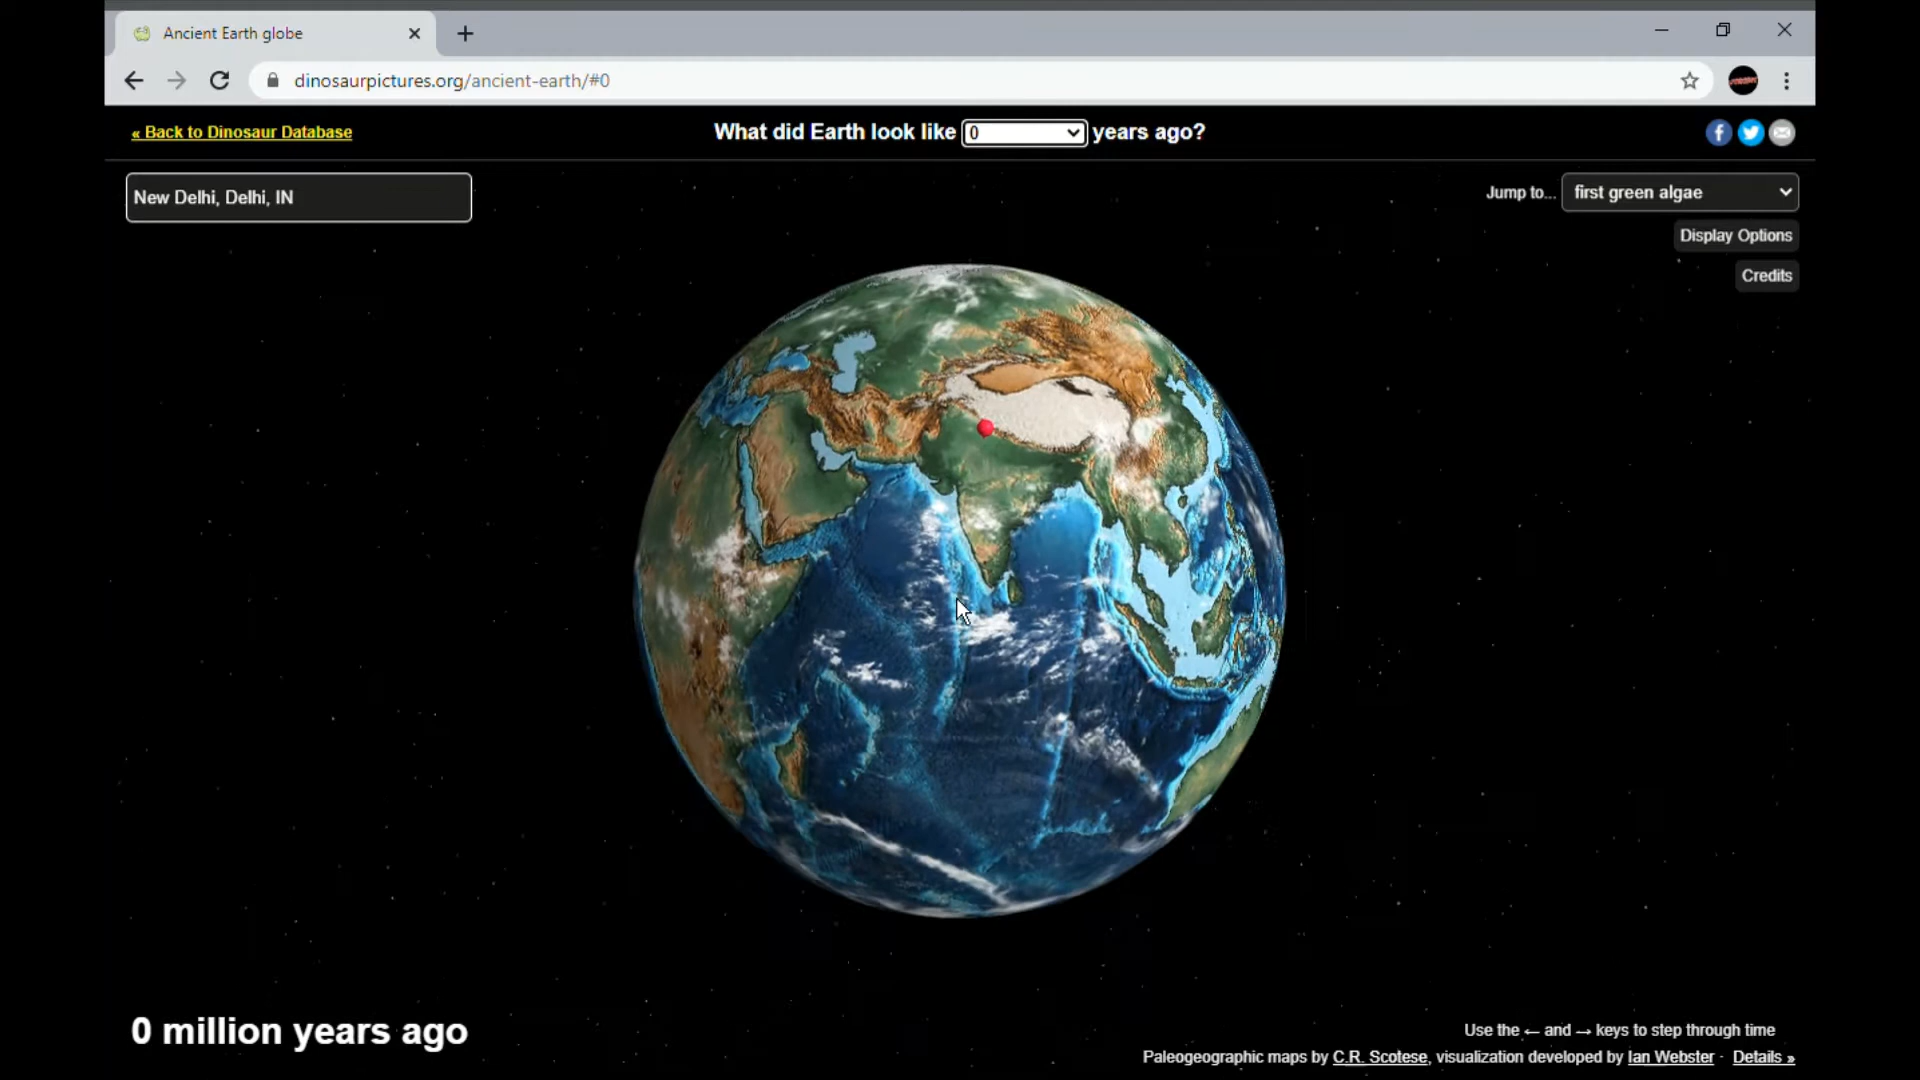 Ancient Earth globe
dinosaurpictures.org/ancient-earth/#0
« Back to Dinosaur Database
What did Earth look like 0 years ago?
New Delhi, Delhi, IN
Jump to... first green algae
Display Options
Credits
0 million years ago
Use the ← and → keys to step through time
Paleogeographic maps by C.R. Scotese, visualization developed by Ian Webster · Details »